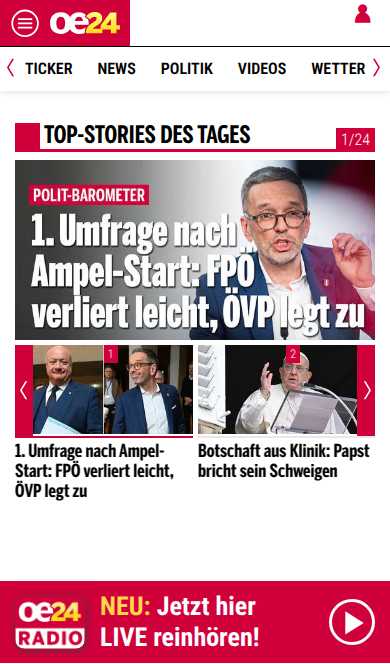 oe24
TICKER NEWS POLITIK VIDEOS WETTER
TOP-STORIES DES TAGES
1/24
POLIT-BAROMETER
1. Umfrage nach
Ampel-Start: FPÖ
verliert leicht, ÖVP legt zu
1
2
1. Umfrage nach Ampel-
Start: FPÖ verliert leicht,
ÖVP legt zu
Botschaft aus Klinik: Papst
bricht sein Schweigen
oe24
RADIO
NEU: Jetzt hier
LIVE reinhören!